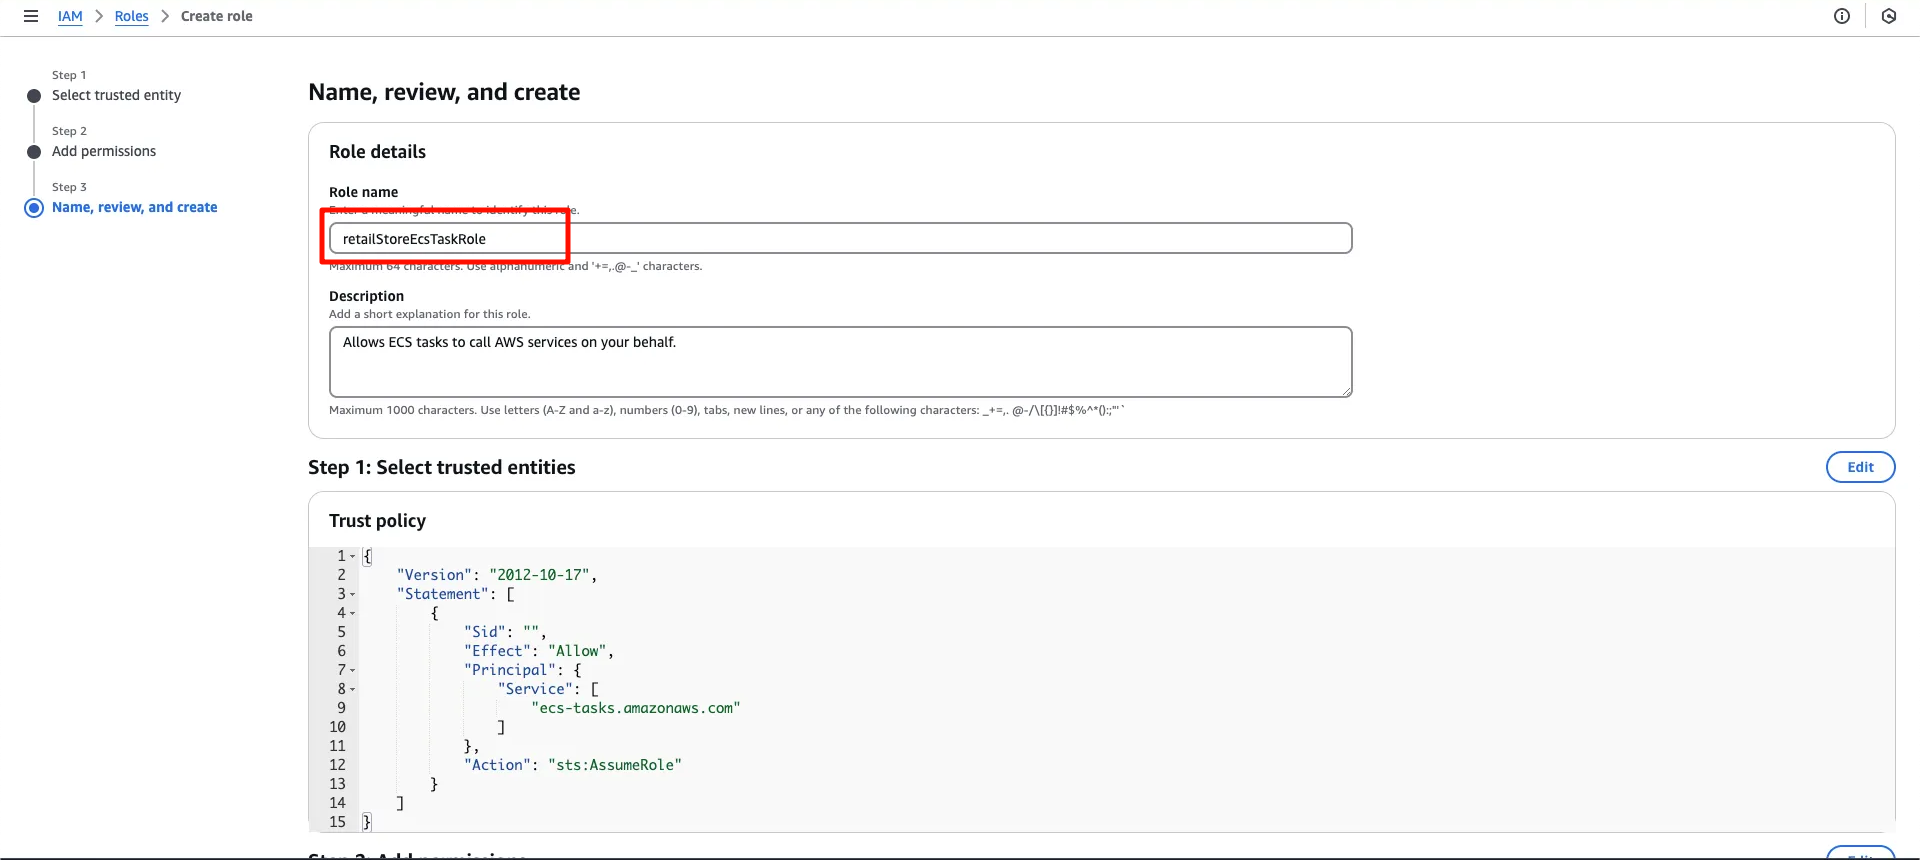 IAM > Roles > Create role
Step 1
Select trusted entity
Step 2
Add permissions
Step 3
Name, review, and create
Name, review, and create
Role details
Role name
Enter a meaningful name to identify this role.
retailStoreEcsTaskRole
Maximum 64 characters. Use alphanumeric and '+=,.@-_' characters.
Description
Add a short explanation for this role.
Allows ECS tasks to call AWS services on your behalf.
Maximum 1000 characters. Use letters (A-Z and a-z), numbers (0-9), tabs, new lines, or any of the following characters: _+=,. @-/\[{}]!#$%^*();:"'`
Step 1: Select trusted entities
Edit
Trust policy
1 {
2 "Version": "2012-10-17",
3 "Statement": [
4 {
5 "Sid": "",
6 "Effect": "Allow",
7 "Principal": {
8 "Service": [
9 "ecs-tasks.amazonaws.com"
10 ]
11 },
12 "Action": "sts:AssumeRole"
13 }
14 ]
15 }
Step 2: Add permissions
Edit